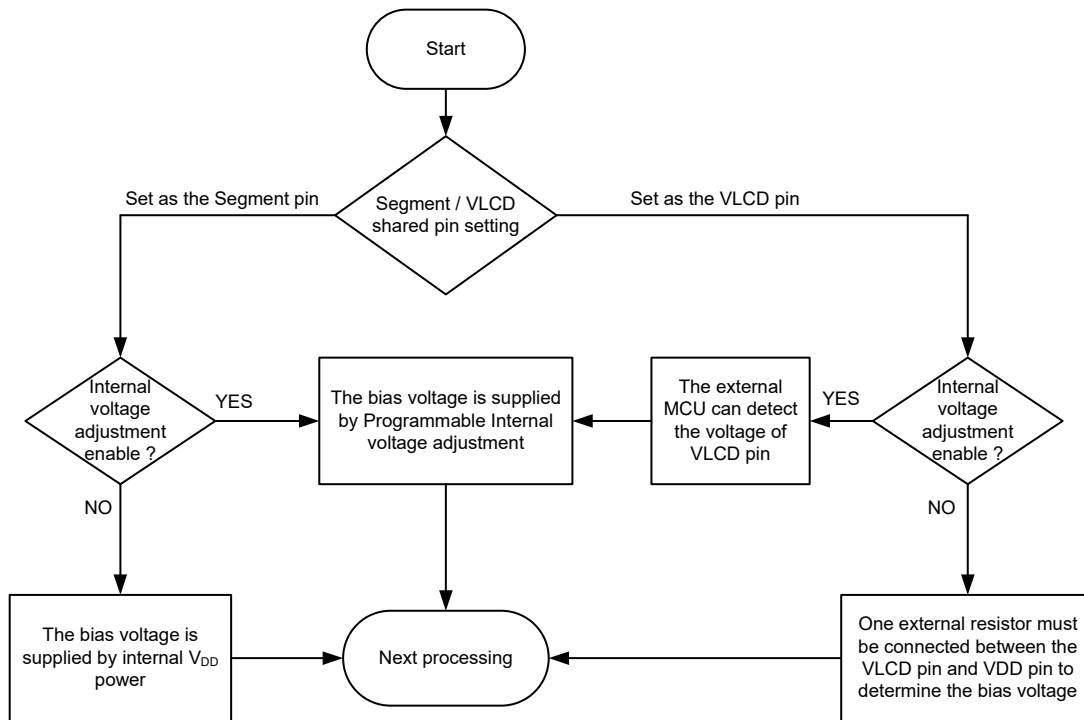 Start
Segment / VLCD
shared pin setting
Set as the Segment pin
Set as the VLCD pin
Internal
voltage
adjustment
enable ?
YES
NO
The bias voltage is supplied
by Programmable Internal
voltage adjustment
The external
MCU can detect
the voltage of
VLCD pin
YES
Internal
voltage
adjustment
enable ?
NO
The bias voltage is
supplied by internal VDD
power
Next processing
One external resistor must
be connected between the
VLCD pin and VDD pin to
determine the bias voltage